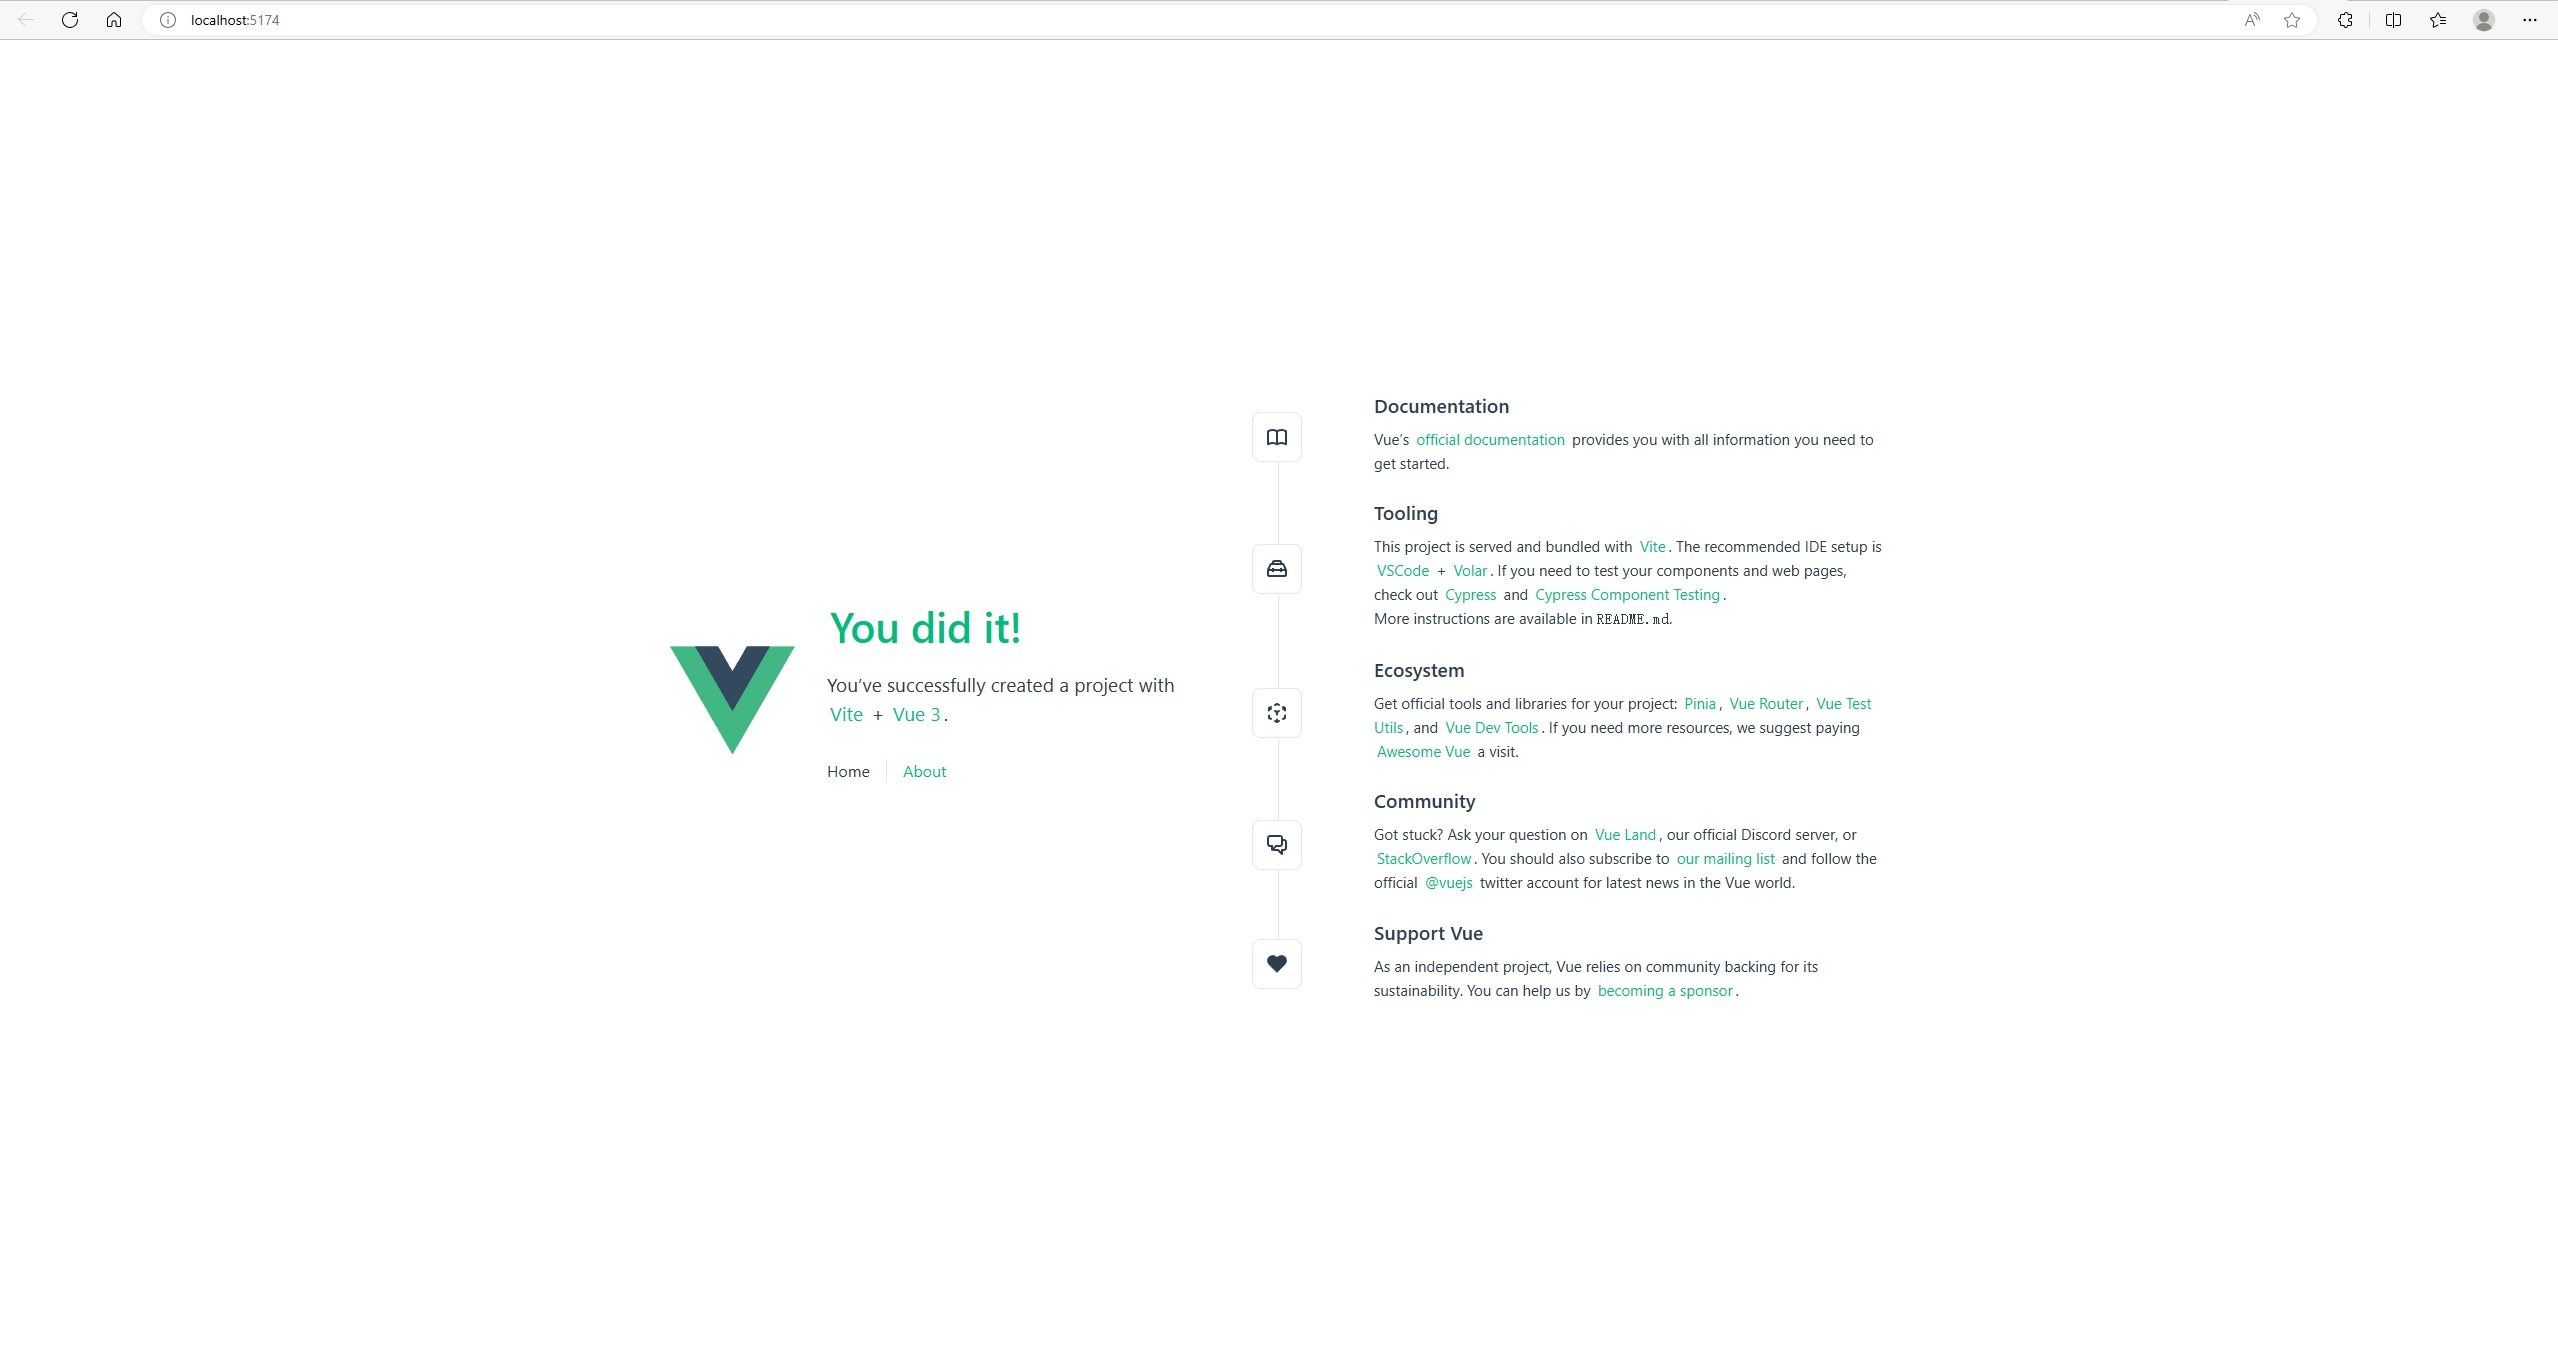 localhost:5174
You did it!
You've successfully created a project with
Vite + Vue 3.
Home
About
Documentation
Vue's official documentation provides you with all information you need to
get started.
Tooling
This project is served and bundled with Vite. The recommended IDE setup is
VSCode + Volar. If you need to test your components and web pages,
check out Cypress and Cypress Component Testing.
More instructions are available in README.md.
Ecosystem
Get official tools and libraries for your project: Pinia, Vue Router, Vue Test
Utils, and Vue Dev Tools. If you need more resources, we suggest paying
Awesome Vue a visit.
Community
Got stuck? Ask your question on Vue Land, our official Discord server, or
StackOverflow. You should also subscribe to our mailing list and follow the
official @vuejs twitter account for latest news in the Vue world.
Support Vue
As an independent project, Vue relies on community backing for its
sustainability. You can help us by becoming a sponsor.